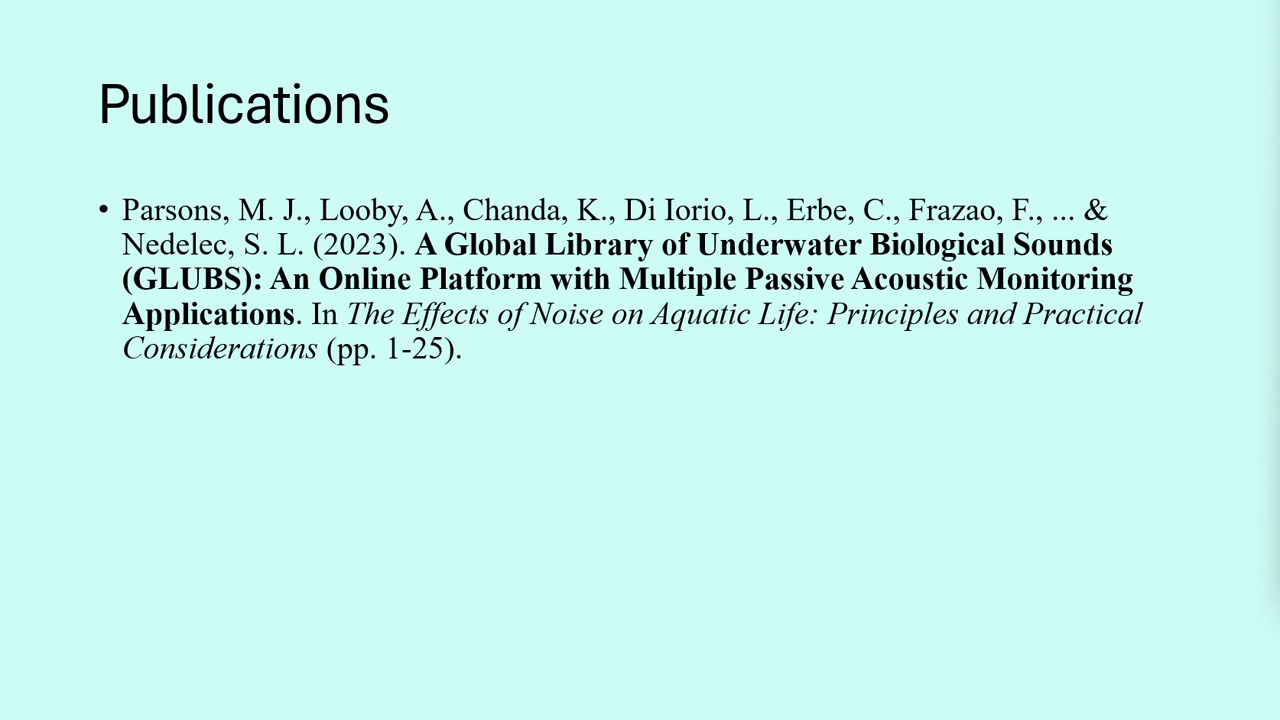 Publications
• Parsons, M. J., Looby, A., Chanda, K., Di Iorio, L., Erbe, C., Frazao, F., ... &
Nedelec, S. L. (2023). A Global Library of Underwater Biological Sounds
(GLUBS): An Online Platform with Multiple Passive Acoustic Monitoring
Applications. In The Effects of Noise on Aquatic Life: Principles and Practical
Considerations (pp. 1-25).